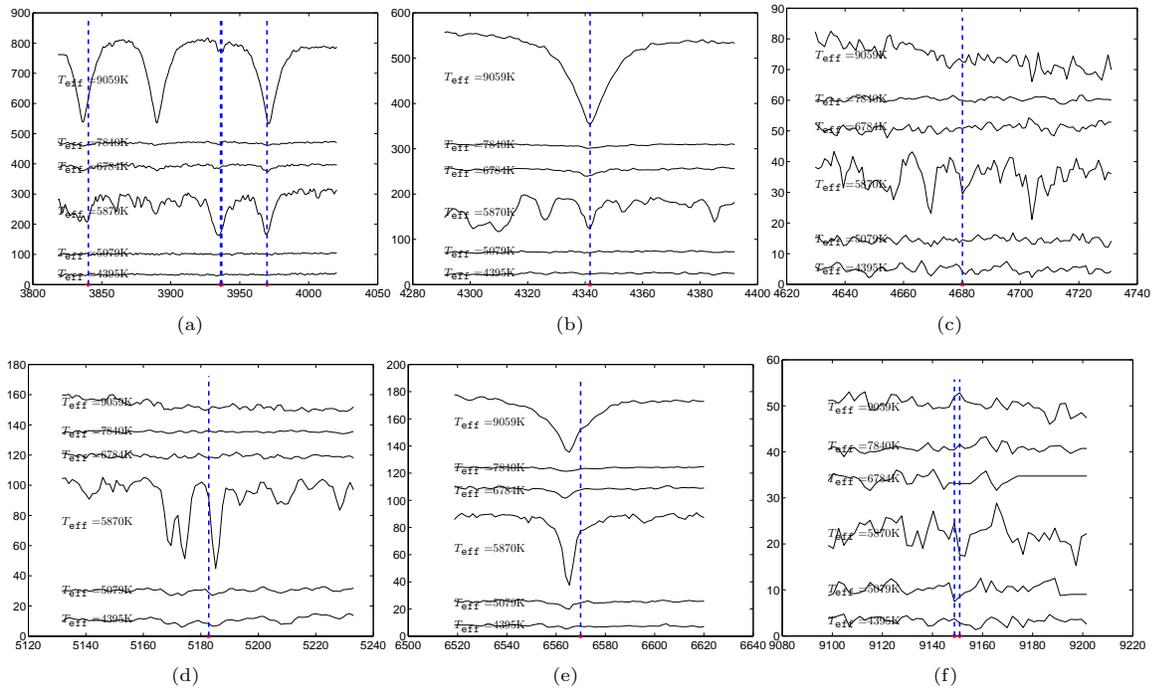 900
800
700
600
500
400
300
200
100
0
T_eff =9059K
T_eff =7840K
T_eff =6784K
T_eff =5870K
T_eff =5079K
T_eff =4395K
3800 3850 3900 3950 4000 4050
(a)
600
500
400
300
200
100
0
T_eff =9059K
T_eff =7840K
T_eff =6784K
T_eff =5870K
T_eff =5079K
T_eff =4395K
4280 4300 4320 4340 4360 4380 4400
(b)
90
80
70
60
50
40
30
20
10
0
T_eff =9059K
T_eff =7840K
T_eff =6784K
T_eff =5870K
T_eff =5079K
T_eff =4395K
4620 4640 4660 4680 4700 4720 4740
(c)
180
160
140
120
100
80
60
40
20
0
T_eff =9059K
T_eff =7840K
T_eff =6784K
T_eff =5870K
T_eff =5079K
T_eff =4395K
5120 5140 5160 5180 5200 5220 5240
(d)
200
180
160
140
120
100
80
60
40
20
0
T_eff =9059K
T_eff =7840K
T_eff =6784K
T_eff =5870K
T_eff =5079K
T_eff =4395K
6500 6520 6540 6560 6580 6600 6620 6640
(e)
60
50
40
30
20
10
0
T_eff =9059K
T_eff =7840K
T_eff =6784K
T_eff =5870K
T_eff =5079K
T_eff =4395K
9080 9100 9120 9140 9160 9180 9200 9220
(f)